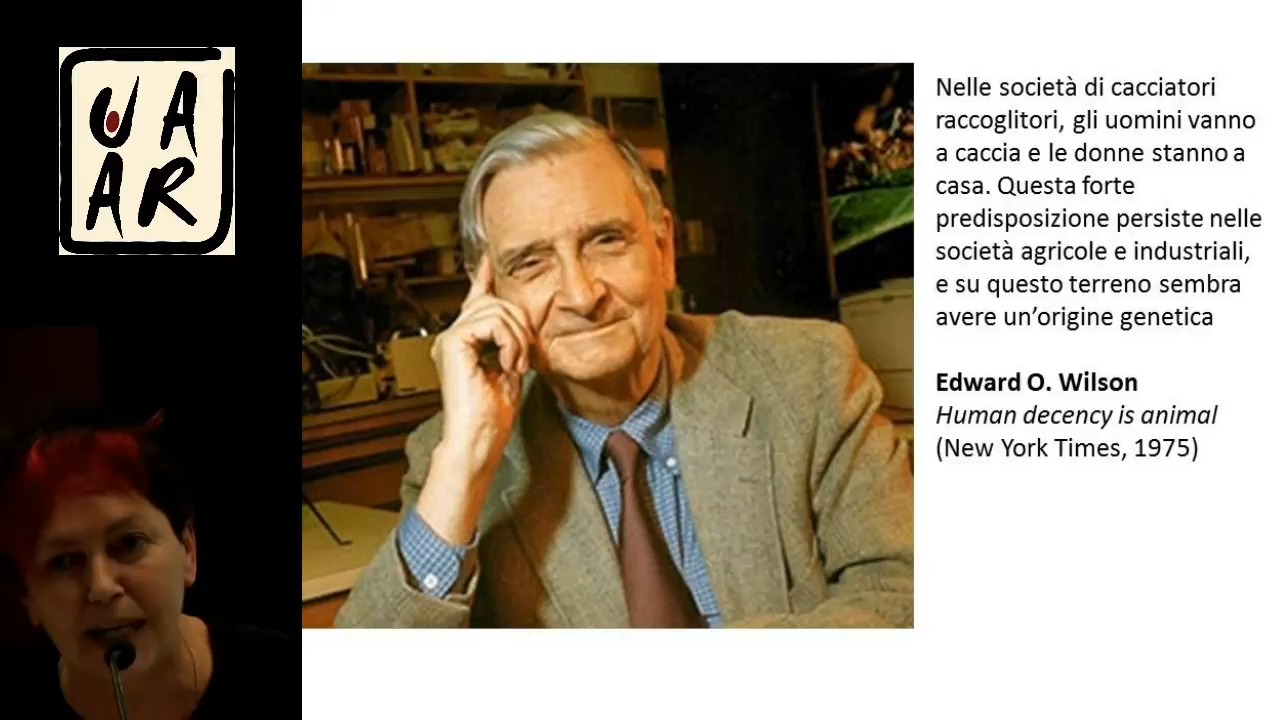 UA
AR
Nelle società di cacciatori
raccoglitori, gli uomini vanno
a caccia e le donne stanno a
casa. Questa forte
predisposizione persiste nelle
società agricole e industriali,
e su questo terreno sembra
avere un’origine genetica
Edward O. Wilson
Human decency is animal
(New York Times, 1975)